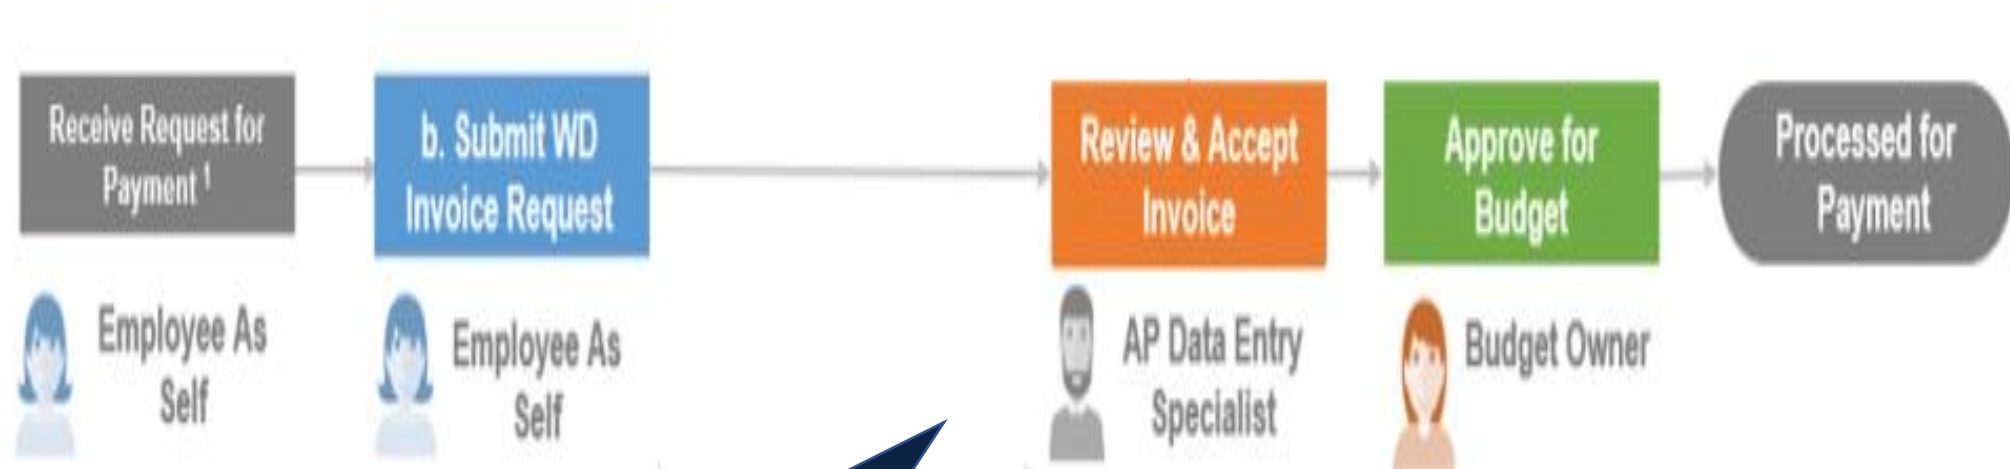 Receive Request for
Payment 1
b. Submit WD
Invoice Request
Review & Accept
Invoice
Approve for
Budget
Processed for
Payment
Employee As
Self
Employee As
Self
AP Data Entry
Specialist
Budget Owner